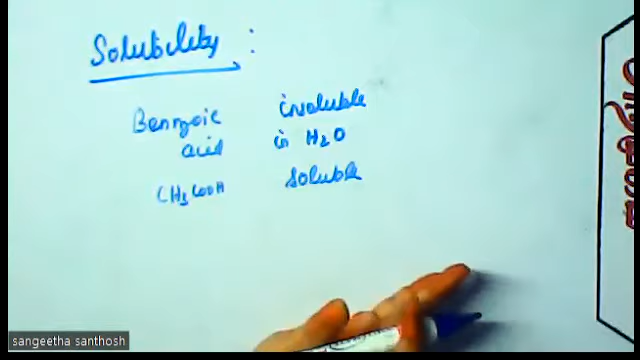 Solubility :
Benzoic insoluble
acid in H2O
CH3COOH soluble
sangeetha santhosh